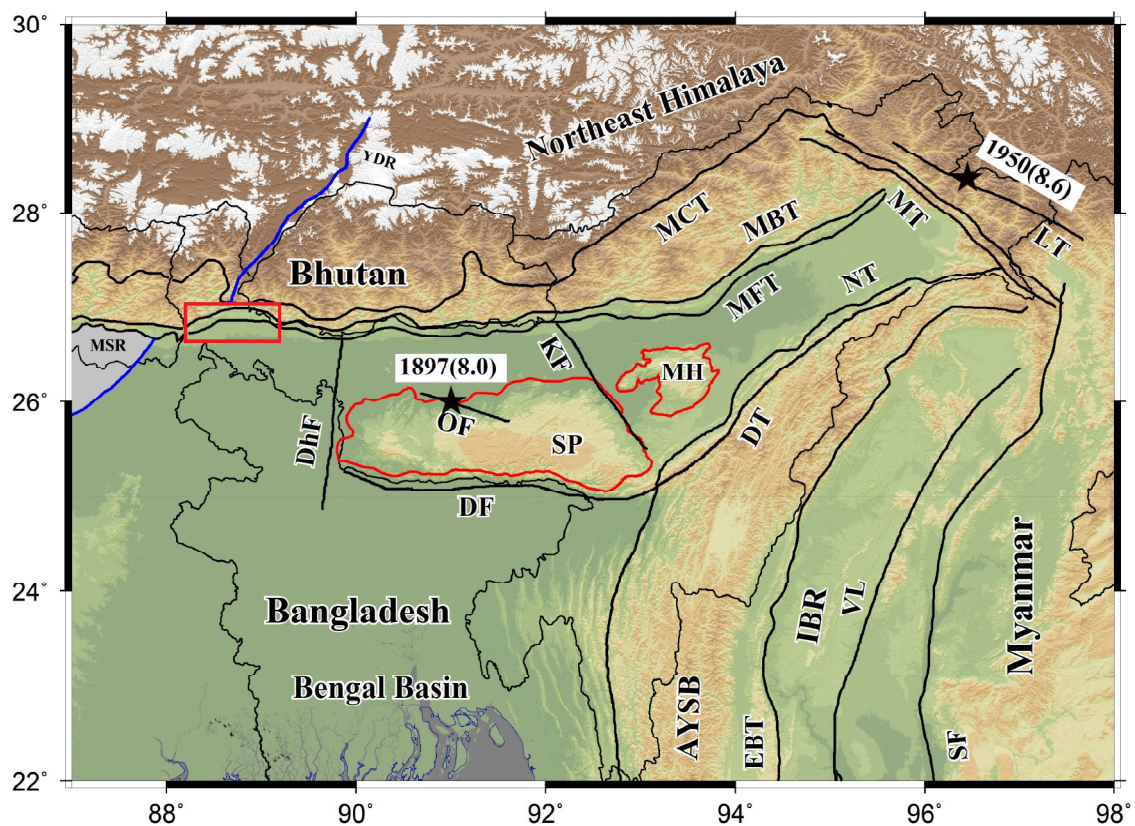 30°
Northeast Himalaya
YDR
1950(8.6)
28°
MCT
MBT
MT
LT
Bhutan
MFT
NT
MSR
KF
1897(8.0)
MH
26°
OF
SP
DhF
DT
DF
24°
Bangladesh
IBR
VL
Myanmar
Bengal Basin
AYSB
EBT
SF
22°
88°
90°
92°
94°
96°
98°